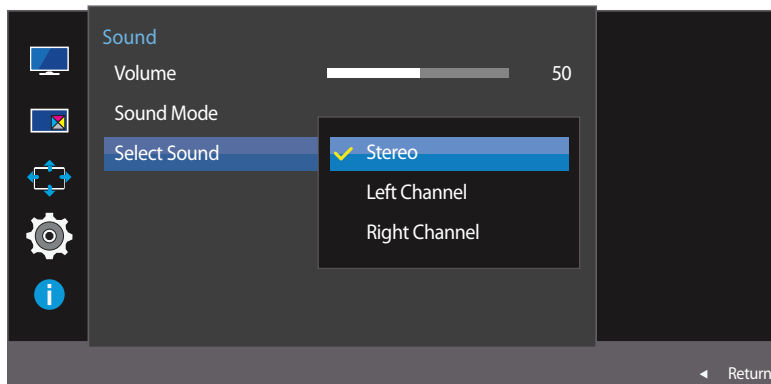 Sound
Volume 50
Sound Mode
Select Sound
Stereo
Left Channel
Right Channel
i
Return